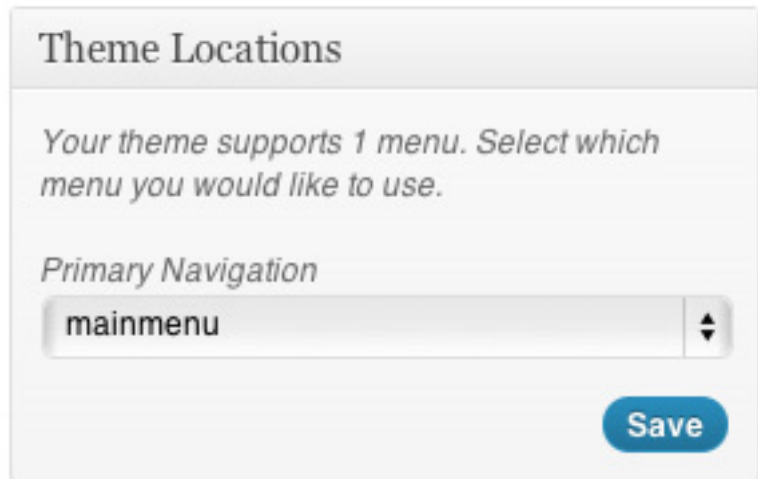 Theme Locations
Your theme supports 1 menu. Select which
menu you would like to use.
Primary Navigation
mainmenu
Save